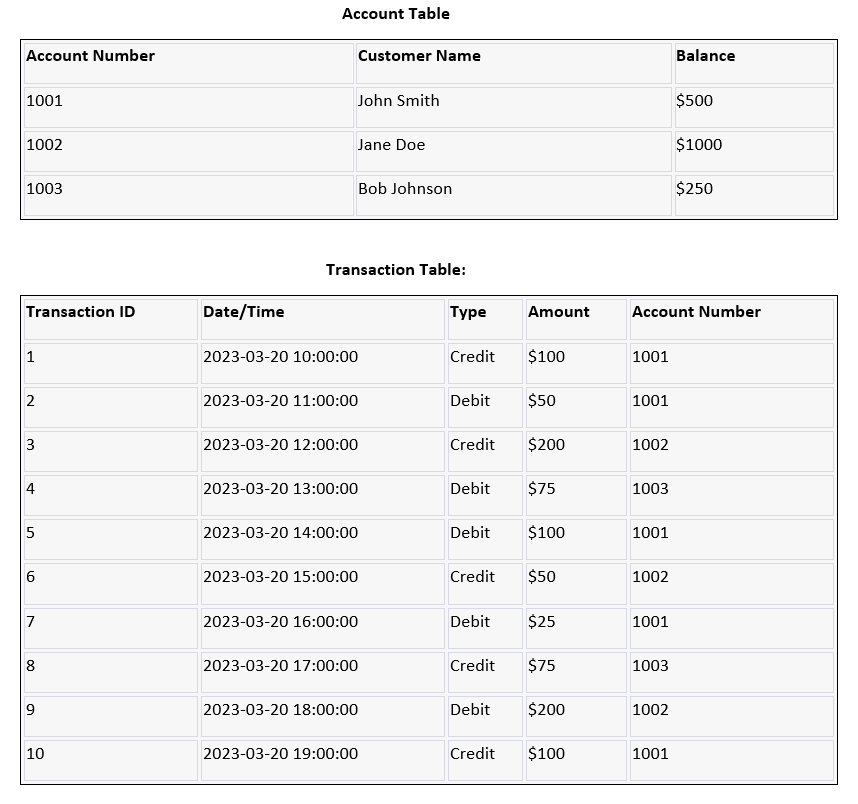 Account Table
Account Number Customer Name Balance
1001 John Smith $500
1002 Jane Doe $1000
1003 Bob Johnson $250
Transaction Table:
Transaction ID Date/Time Type Amount Account Number
1 2023-03-20 10:00:00 Credit $100 1001
2 2023-03-20 11:00:00 Debit $50 1001
3 2023-03-20 12:00:00 Credit $200 1002
4 2023-03-20 13:00:00 Debit $75 1003
5 2023-03-20 14:00:00 Debit $100 1001
6 2023-03-20 15:00:00 Credit $50 1002
7 2023-03-20 16:00:00 Debit $25 1001
8 2023-03-20 17:00:00 Credit $75 1003
9 2023-03-20 18:00:00 Debit $200 1002
10 2023-03-20 19:00:00 Credit $100 1001